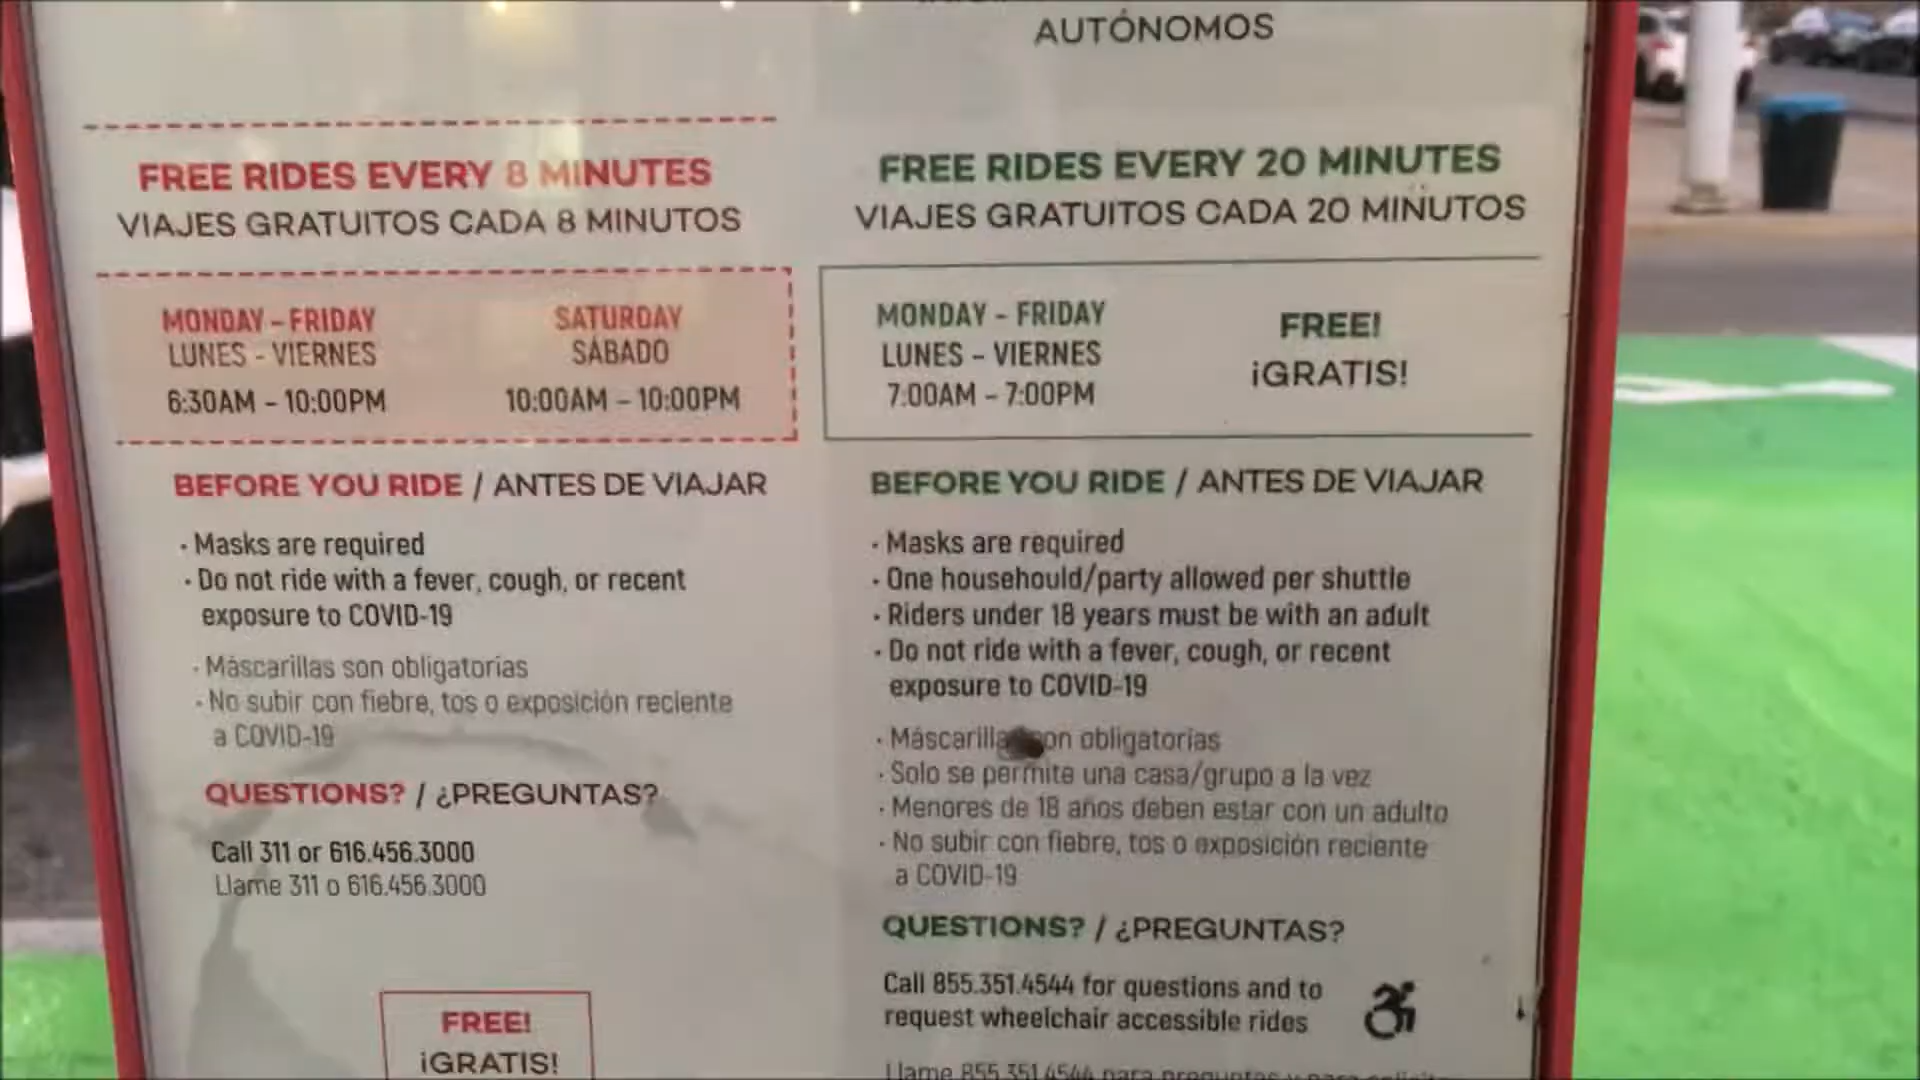 AUTÓNOMOS
FREE RIDES EVERY 8 MINUTES
VIAJES GRATUITOS CADA 8 MINUTOS
MONDAY – FRIDAY
LUNES - VIERNES
6:30AM – 10:00PM
SATURDAY
SÁBADO
10:00AM – 10:00PM
BEFORE YOU RIDE / ANTES DE VIAJAR
· Masks are required
· Do not ride with a fever, cough, or recent
exposure to COVID-19
· Máscarillas son obligatorias
· No subir con fiebre, tos o exposición reciente
a COVID-19
QUESTIONS? / ¿PREGUNTAS?
Call 311 or 616.456.3000
Llame 311 o 616.456.3000
FREE!
¡GRATIS!
FREE RIDES EVERY 20 MINUTES
VIAJES GRATUITOS CADA 20 MINUTOS
MONDAY - FRIDAY
LUNES – VIERNES
7:00AM – 7:00PM
FREE!
¡GRATIS!
BEFORE YOU RIDE / ANTES DE VIAJAR
· Masks are required
· One househould/party allowed per shuttle
· Riders under 18 years must be with an adult
· Do not ride with a fever, cough, or recent
exposure to COVID-19
· Máscarillas son obligatorias
· Solo se permite una casa/grupo a la vez
· Menores de 18 años deben estar con un adulto
· No subir con fiebre, tos o exposición reciente
a COVID-19
QUESTIONS? / ¿PREGUNTAS?
Call 855.351.4544 for questions and to
request wheelchair accessible rides
Llame 855.351.4544 para preguntas y para